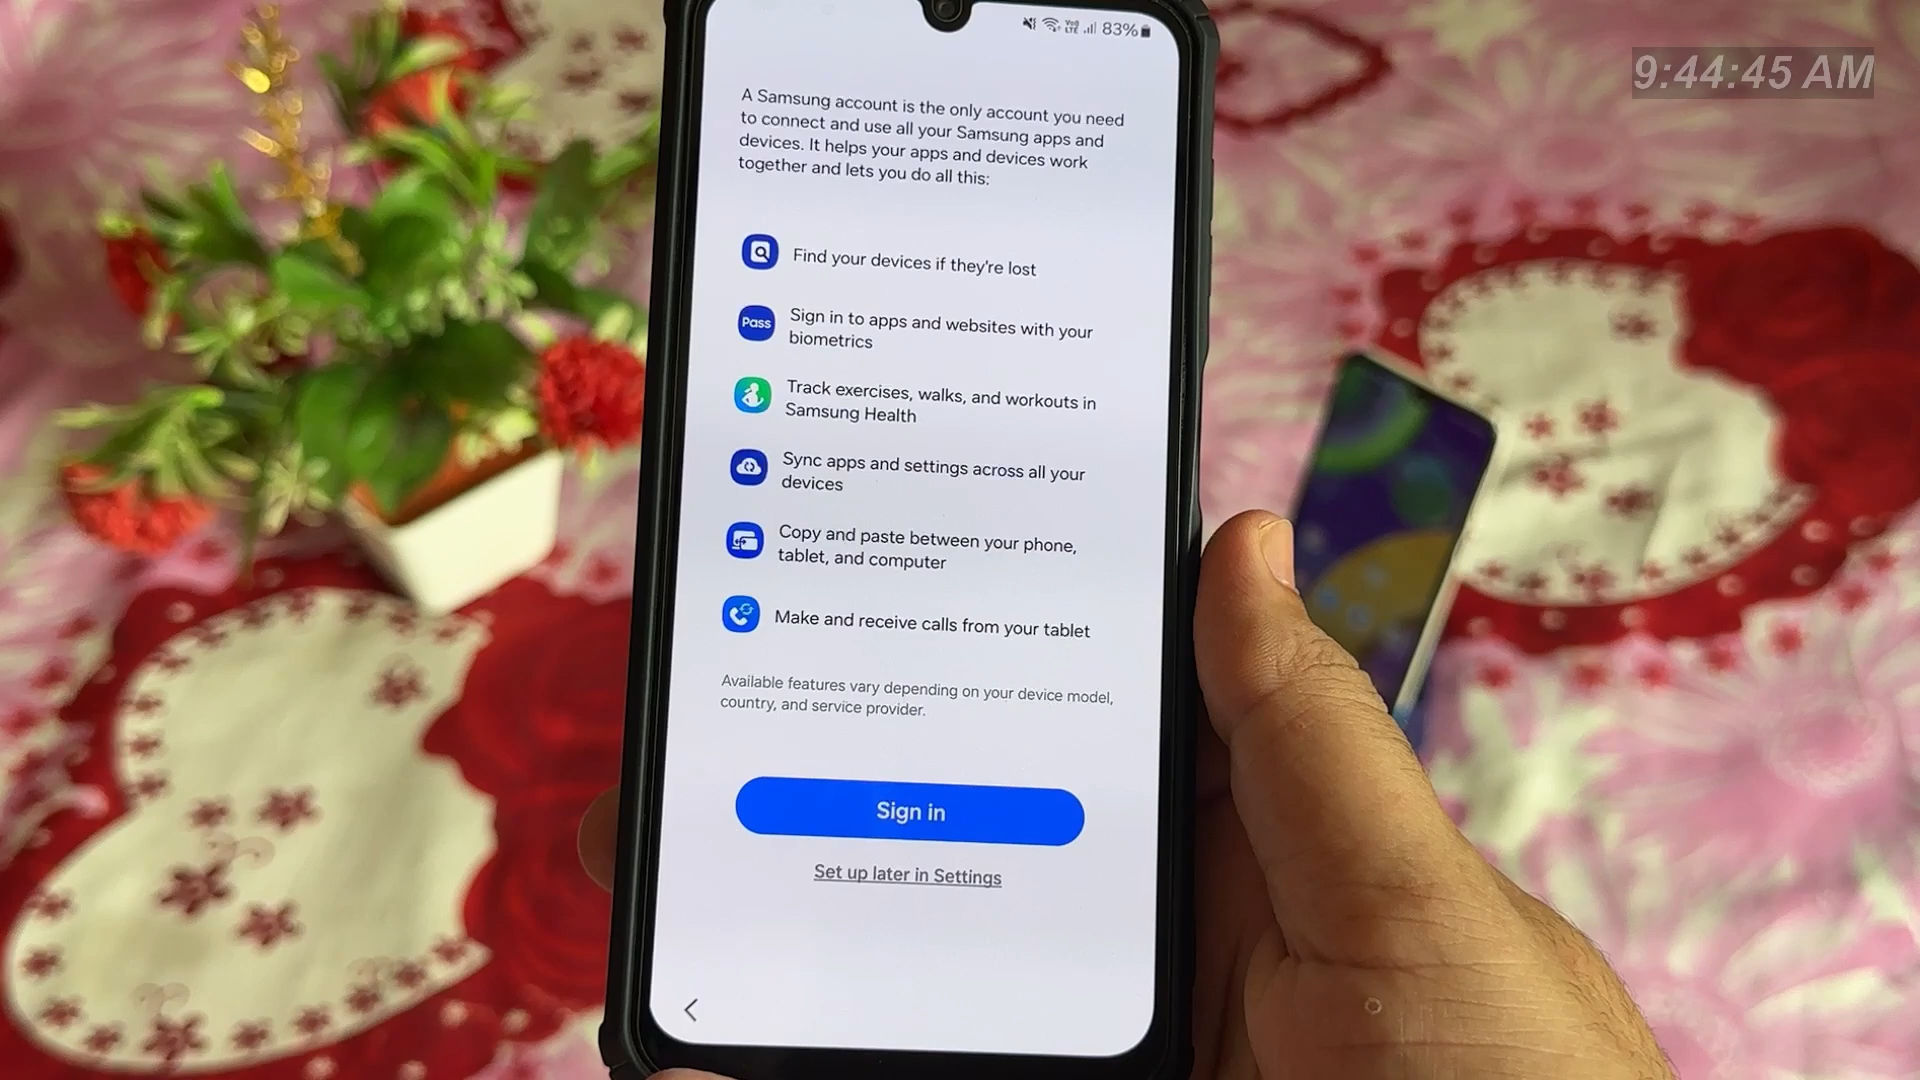 Vo)
LTE
83%
9:44:45 AM
A Samsung account is the only account you need
to connect and use all your Samsung apps and
devices. It helps your apps and devices work
together and lets you do all this:
Find your devices if they're lost
Pass
Sign in to apps and websites with your
biometrics
Track exercises, walks, and workouts in
Samsung Health
Sync apps and settings across all your
devices
Copy and paste between your phone,
tablet, and computer
Make and receive calls from your tablet
Available features vary depending on your device model,
country, and service provider.
Sign in
Set up later in Settings